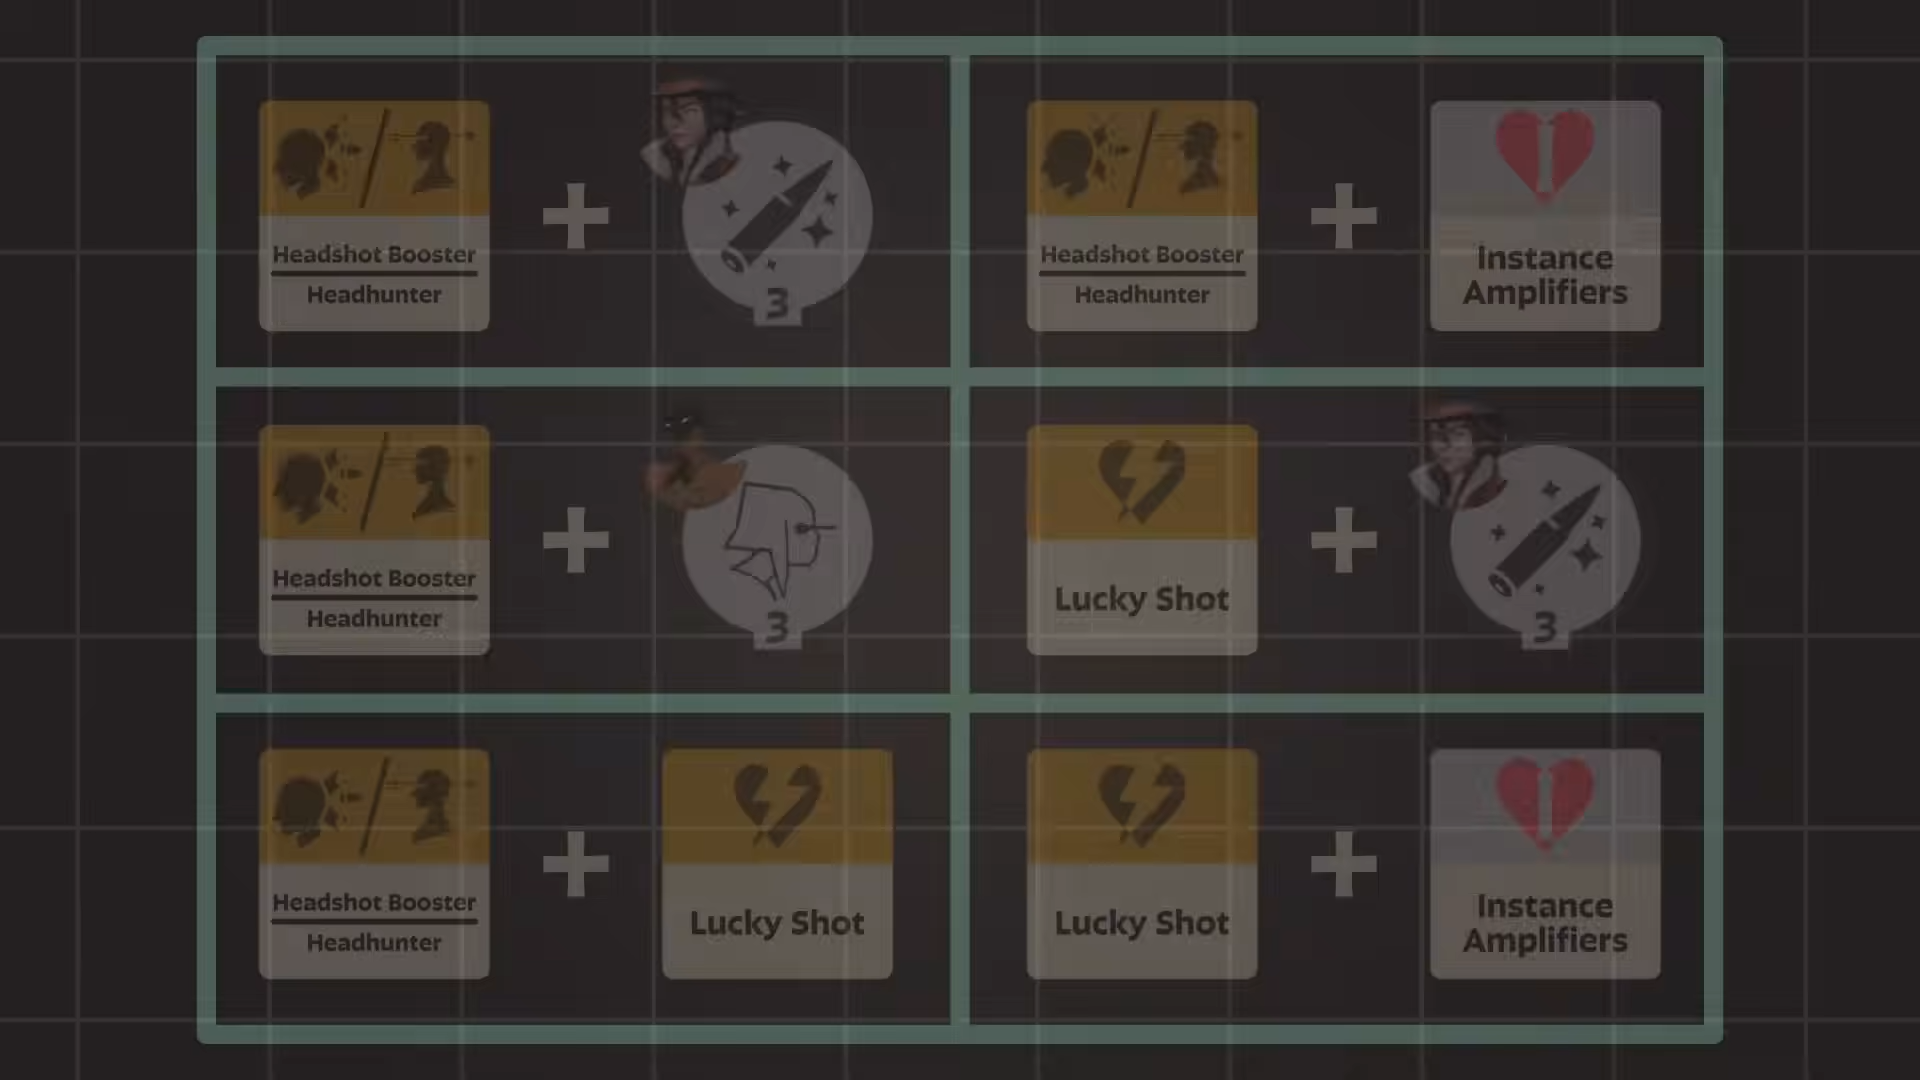 Headshot Booster
Headhunter
3
Headshot Booster
Headhunter
Instance
Amplifiers
Headshot Booster
Headhunter
3
Lucky Shot
3
Headshot Booster
Headhunter
Lucky Shot
Lucky Shot
Instance
Amplifiers